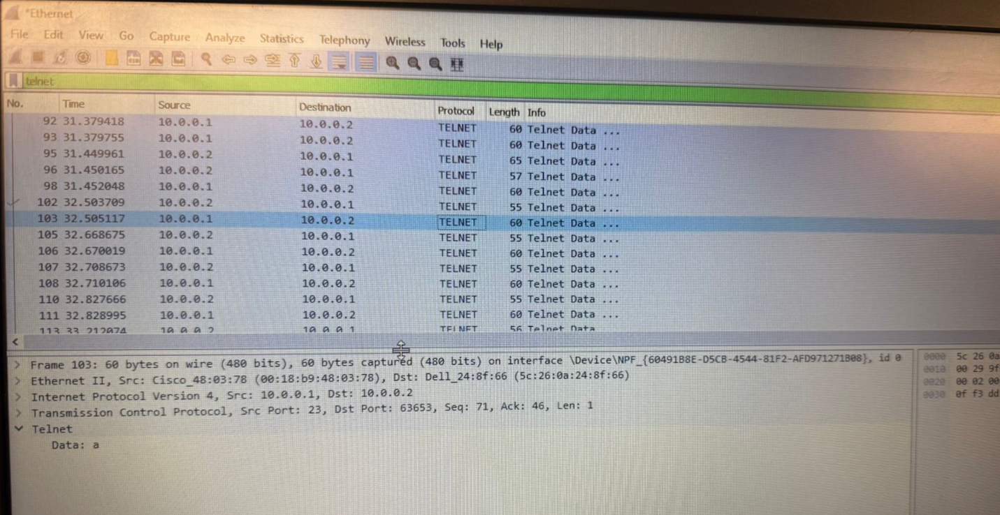 *Ethernet
File Edit View Go Capture Analyze Statistics Telephony Wireless Tools Help
telnet
No. Time Source Destination Protocol Length Info
92 31.379418 10.0.0.1 10.0.0.2 TELNET 60 Telnet Data ...
93 31.379755 10.0.0.1 10.0.0.2 TELNET 60 Telnet Data ...
95 31.449961 10.0.0.2 10.0.0.1 TELNET 65 Telnet Data ...
96 31.450165 10.0.0.2 10.0.0.1 TELNET 57 Telnet Data ...
98 31.452048 10.0.0.1 10.0.0.2 TELNET 60 Telnet Data ...
102 32.503709 10.0.0.2 10.0.0.1 TELNET 55 Telnet Data ...
103 32.505117 10.0.0.1 10.0.0.2 TELNET 60 Telnet Data ...
105 32.668675 10.0.0.2 10.0.0.1 TELNET 55 Telnet Data ...
106 32.670019 10.0.0.1 10.0.0.2 TELNET 60 Telnet Data ...
107 32.708673 10.0.0.2 10.0.0.1 TELNET 55 Telnet Data ...
108 32.710106 10.0.0.1 10.0.0.2 TELNET 60 Telnet Data ...
110 32.827666 10.0.0.2 10.0.0.1 TELNET 55 Telnet Data ...
111 32.828995 10.0.0.1 10.0.0.2 TELNET 60 Telnet Data ...
113 33.212074 10.0.0.2 10.0.0.1 TELNET 56 Telnet Data
Frame 103: 60 bytes on wire (480 bits), 60 bytes captured (480 bits) on interface \Device\NPF_{60491B8E-D5CB-4544-81F2-AFD971271B08}, id 0
Ethernet II, Src: Cisco_48:03:78 (00:18:b9:48:03:78), Dst: Dell_24:8f:66 (5c:26:0a:24:8f:66)
Internet Protocol Version 4, Src: 10.0.0.1, Dst: 10.0.0.2
Transmission Control Protocol, Src Port: 23, Dst Port: 63653, Seq: 71, Ack: 46, Len: 1
Telnet
Data: a
0000 5c 26 0a
0010 00 29 9f
0020 00 02 00
0030 0f f3 dd